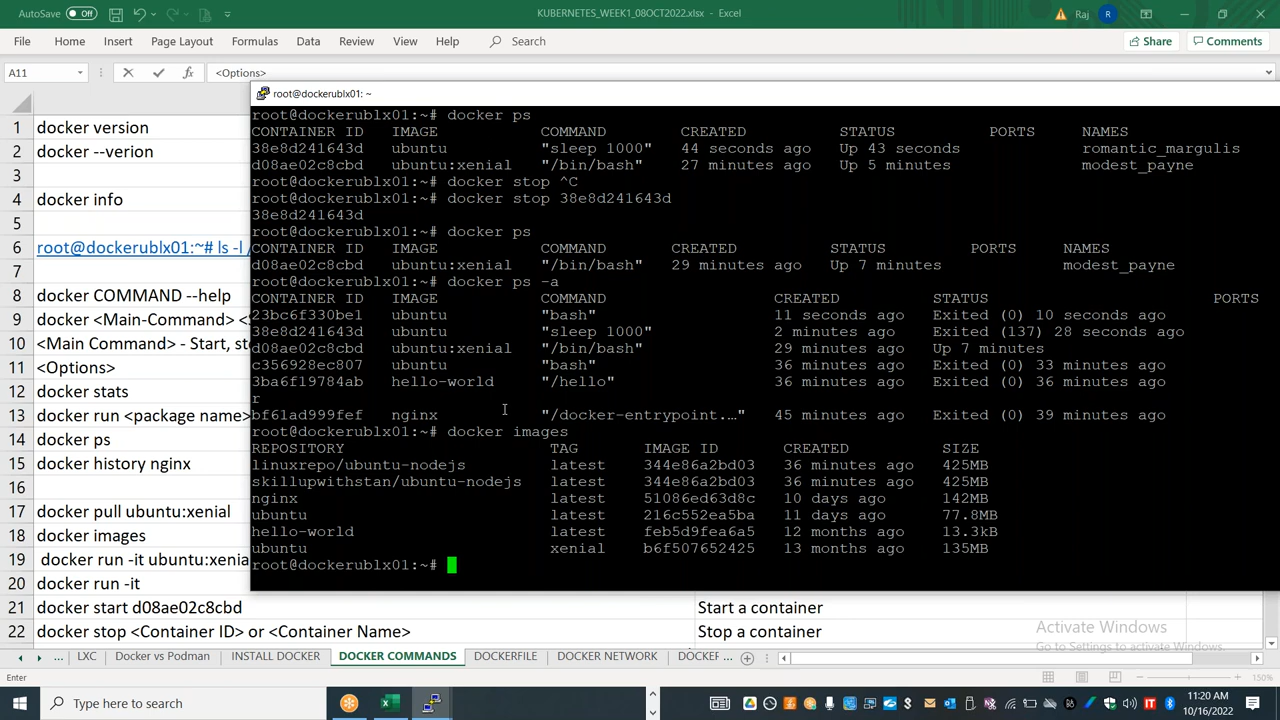 AutoSave Off KUBERNETES_WEEK1_08OCT2022.xlsx - Excel Raj R
File Home Insert Page Layout Formulas Data Review View Help Search Share Comments
A11 <Options>
root@dockerublx01: ~
1 docker version
2 docker --verion
3
4 docker info
5
6 root@dockerublx01:~# ls -l /
7
8 docker COMMAND --help
9 docker <Main-Command> <S
10 <Main Command> - Start, sto
11 <Options>
12 docker stats
13 docker run <package name>
14 docker ps
15 docker history nginx
16
17 docker pull ubuntu:xenial
18 docker images
19 docker run -it ubuntu:xenia
20 docker run -it
21 docker start d08ae02c8cbd Start a container
22 docker stop <Container ID> or <Container Name> Stop a container
root@dockerublx01:~# docker ps
CONTAINER ID IMAGE COMMAND CREATED STATUS PORTS NAMES
38e8d241643d ubuntu "sleep 1000" 44 seconds ago Up 43 seconds romantic_margulis
d08ae02c8cbd ubuntu:xenial "/bin/bash" 27 minutes ago Up 5 minutes modest_payne
root@dockerublx01:~# docker stop ^C
root@dockerublx01:~# docker stop 38e8d241643d
38e8d241643d
root@dockerublx01:~# docker ps
CONTAINER ID IMAGE COMMAND CREATED STATUS PORTS NAMES
d08ae02c8cbd ubuntu:xenial "/bin/bash" 29 minutes ago Up 7 minutes modest_payne
root@dockerublx01:~# docker ps -a
CONTAINER ID IMAGE COMMAND CREATED STATUS PORTS
23bc6f330be1 ubuntu "bash" 11 seconds ago Exited (0) 10 seconds ago
38e8d241643d ubuntu "sleep 1000" 2 minutes ago Exited (137) 28 seconds ago
d08ae02c8cbd ubuntu:xenial "/bin/bash" 29 minutes ago Up 7 minutes
c356928ec807 ubuntu "bash" 36 minutes ago Exited (0) 33 minutes ago
3ba6f19784ab hello-world "/hello" 36 minutes ago Exited (0) 36 minutes ago
r
bf61ad999fef nginx "/docker-entrypoint.…" 45 minutes ago Exited (0) 39 minutes ago
root@dockerublx01:~# docker images
REPOSITORY TAG IMAGE ID CREATED SIZE
linuxrepo/ubuntu-nodejs latest 344e86a2bd03 36 minutes ago 425MB
skillupwithstan/ubuntu-nodejs latest 344e86a2bd03 36 minutes ago 425MB
nginx latest 51086ed63d8c 10 days ago 142MB
ubuntu latest 216c552ea5ba 11 days ago 77.8MB
hello-world latest feb5d9fea6a5 12 months ago 13.3kB
ubuntu xenial b6f507652425 13 months ago 135MB
root@dockerublx01:~#
Activate Windows
Go to Settings to activate Windows.
... LXC Docker vs Podman INSTALL DOCKER DOCKER COMMANDS DOCKERFILE DOCKER NETWORK DOCKEF ...
Enter 150%
Type here to search 11:20 AM
10/16/2022